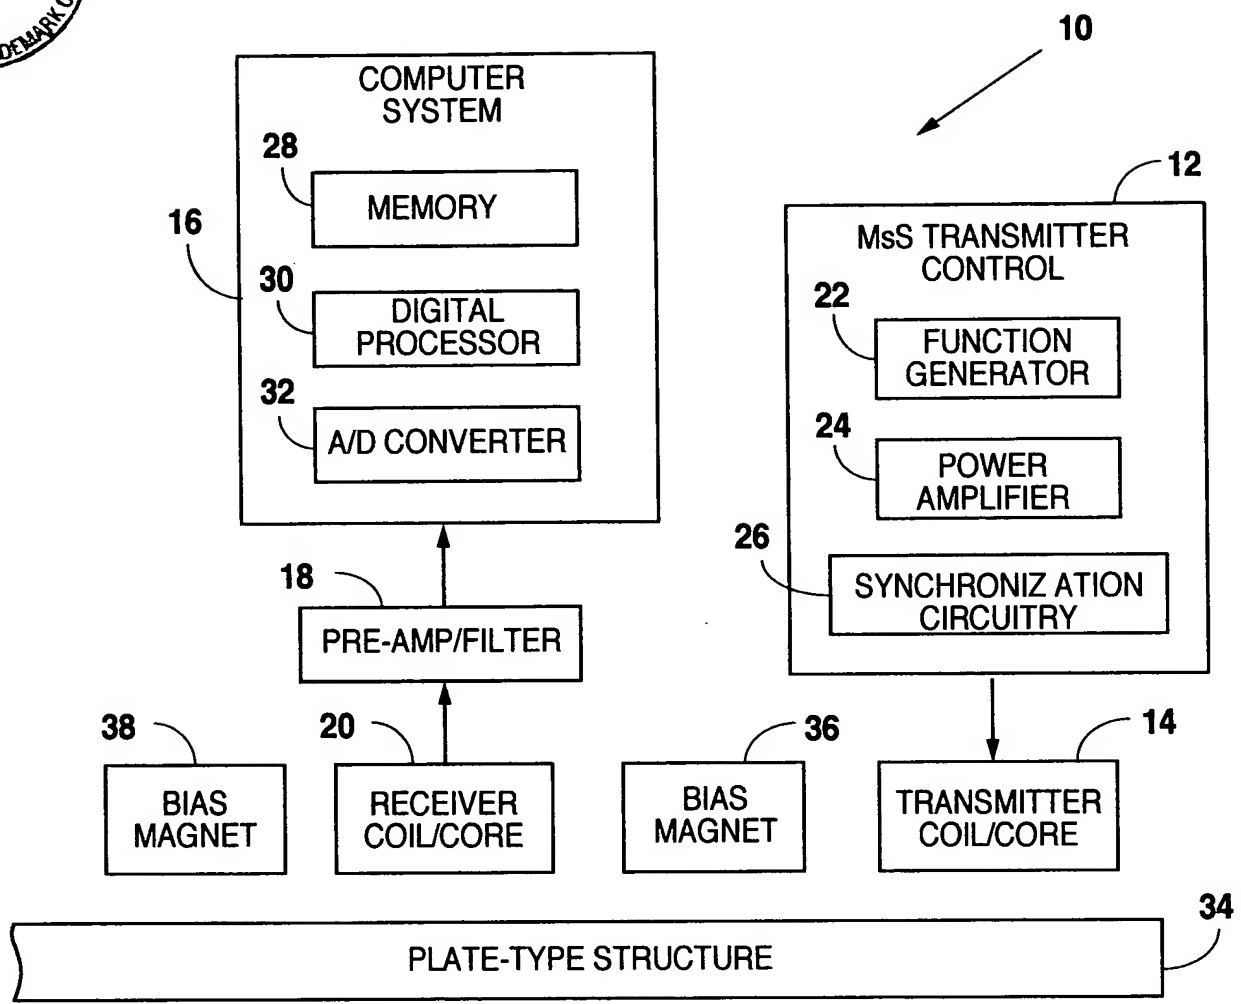 DEMARK
10
COMPUTER
SYSTEM
28
MEMORY
16
30
DIGITAL
PROCESSOR
32
A/D CONVERTER
12
MsS TRANSMITTER
CONTROL
22
FUNCTION
GENERATOR
24
POWER
AMPLIFIER
26
SYNCHRONIZ ATION
CIRCUITRY
18
PRE-AMP/FILTER
38
BIAS
MAGNET
20
RECEIVER
COIL/CORE
36
BIAS
MAGNET
14
TRANSMITTER
COIL/CORE
34
PLATE-TYPE STRUCTURE